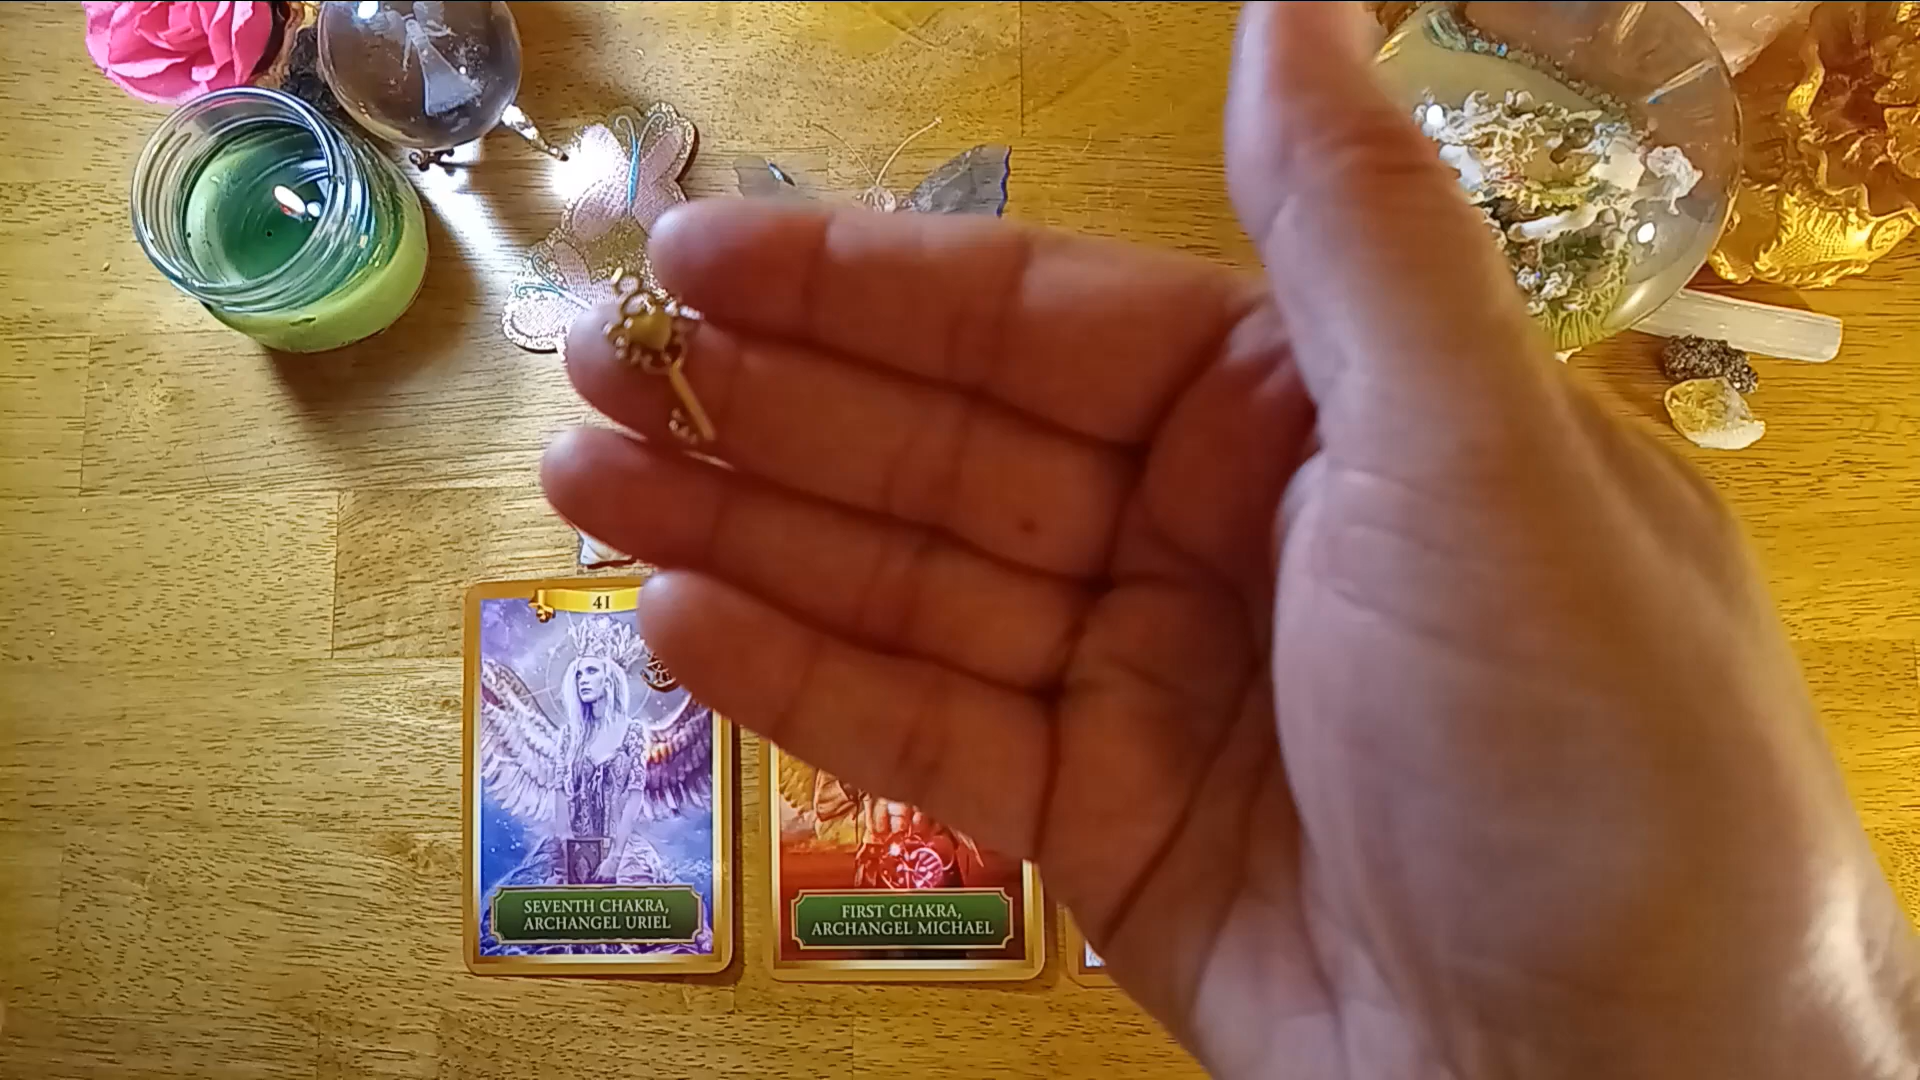 41
SEVENTH CHAKRA,
ARCHANGEL URIEL
FIRST CHAKRA,
ARCHANGEL MICHAEL